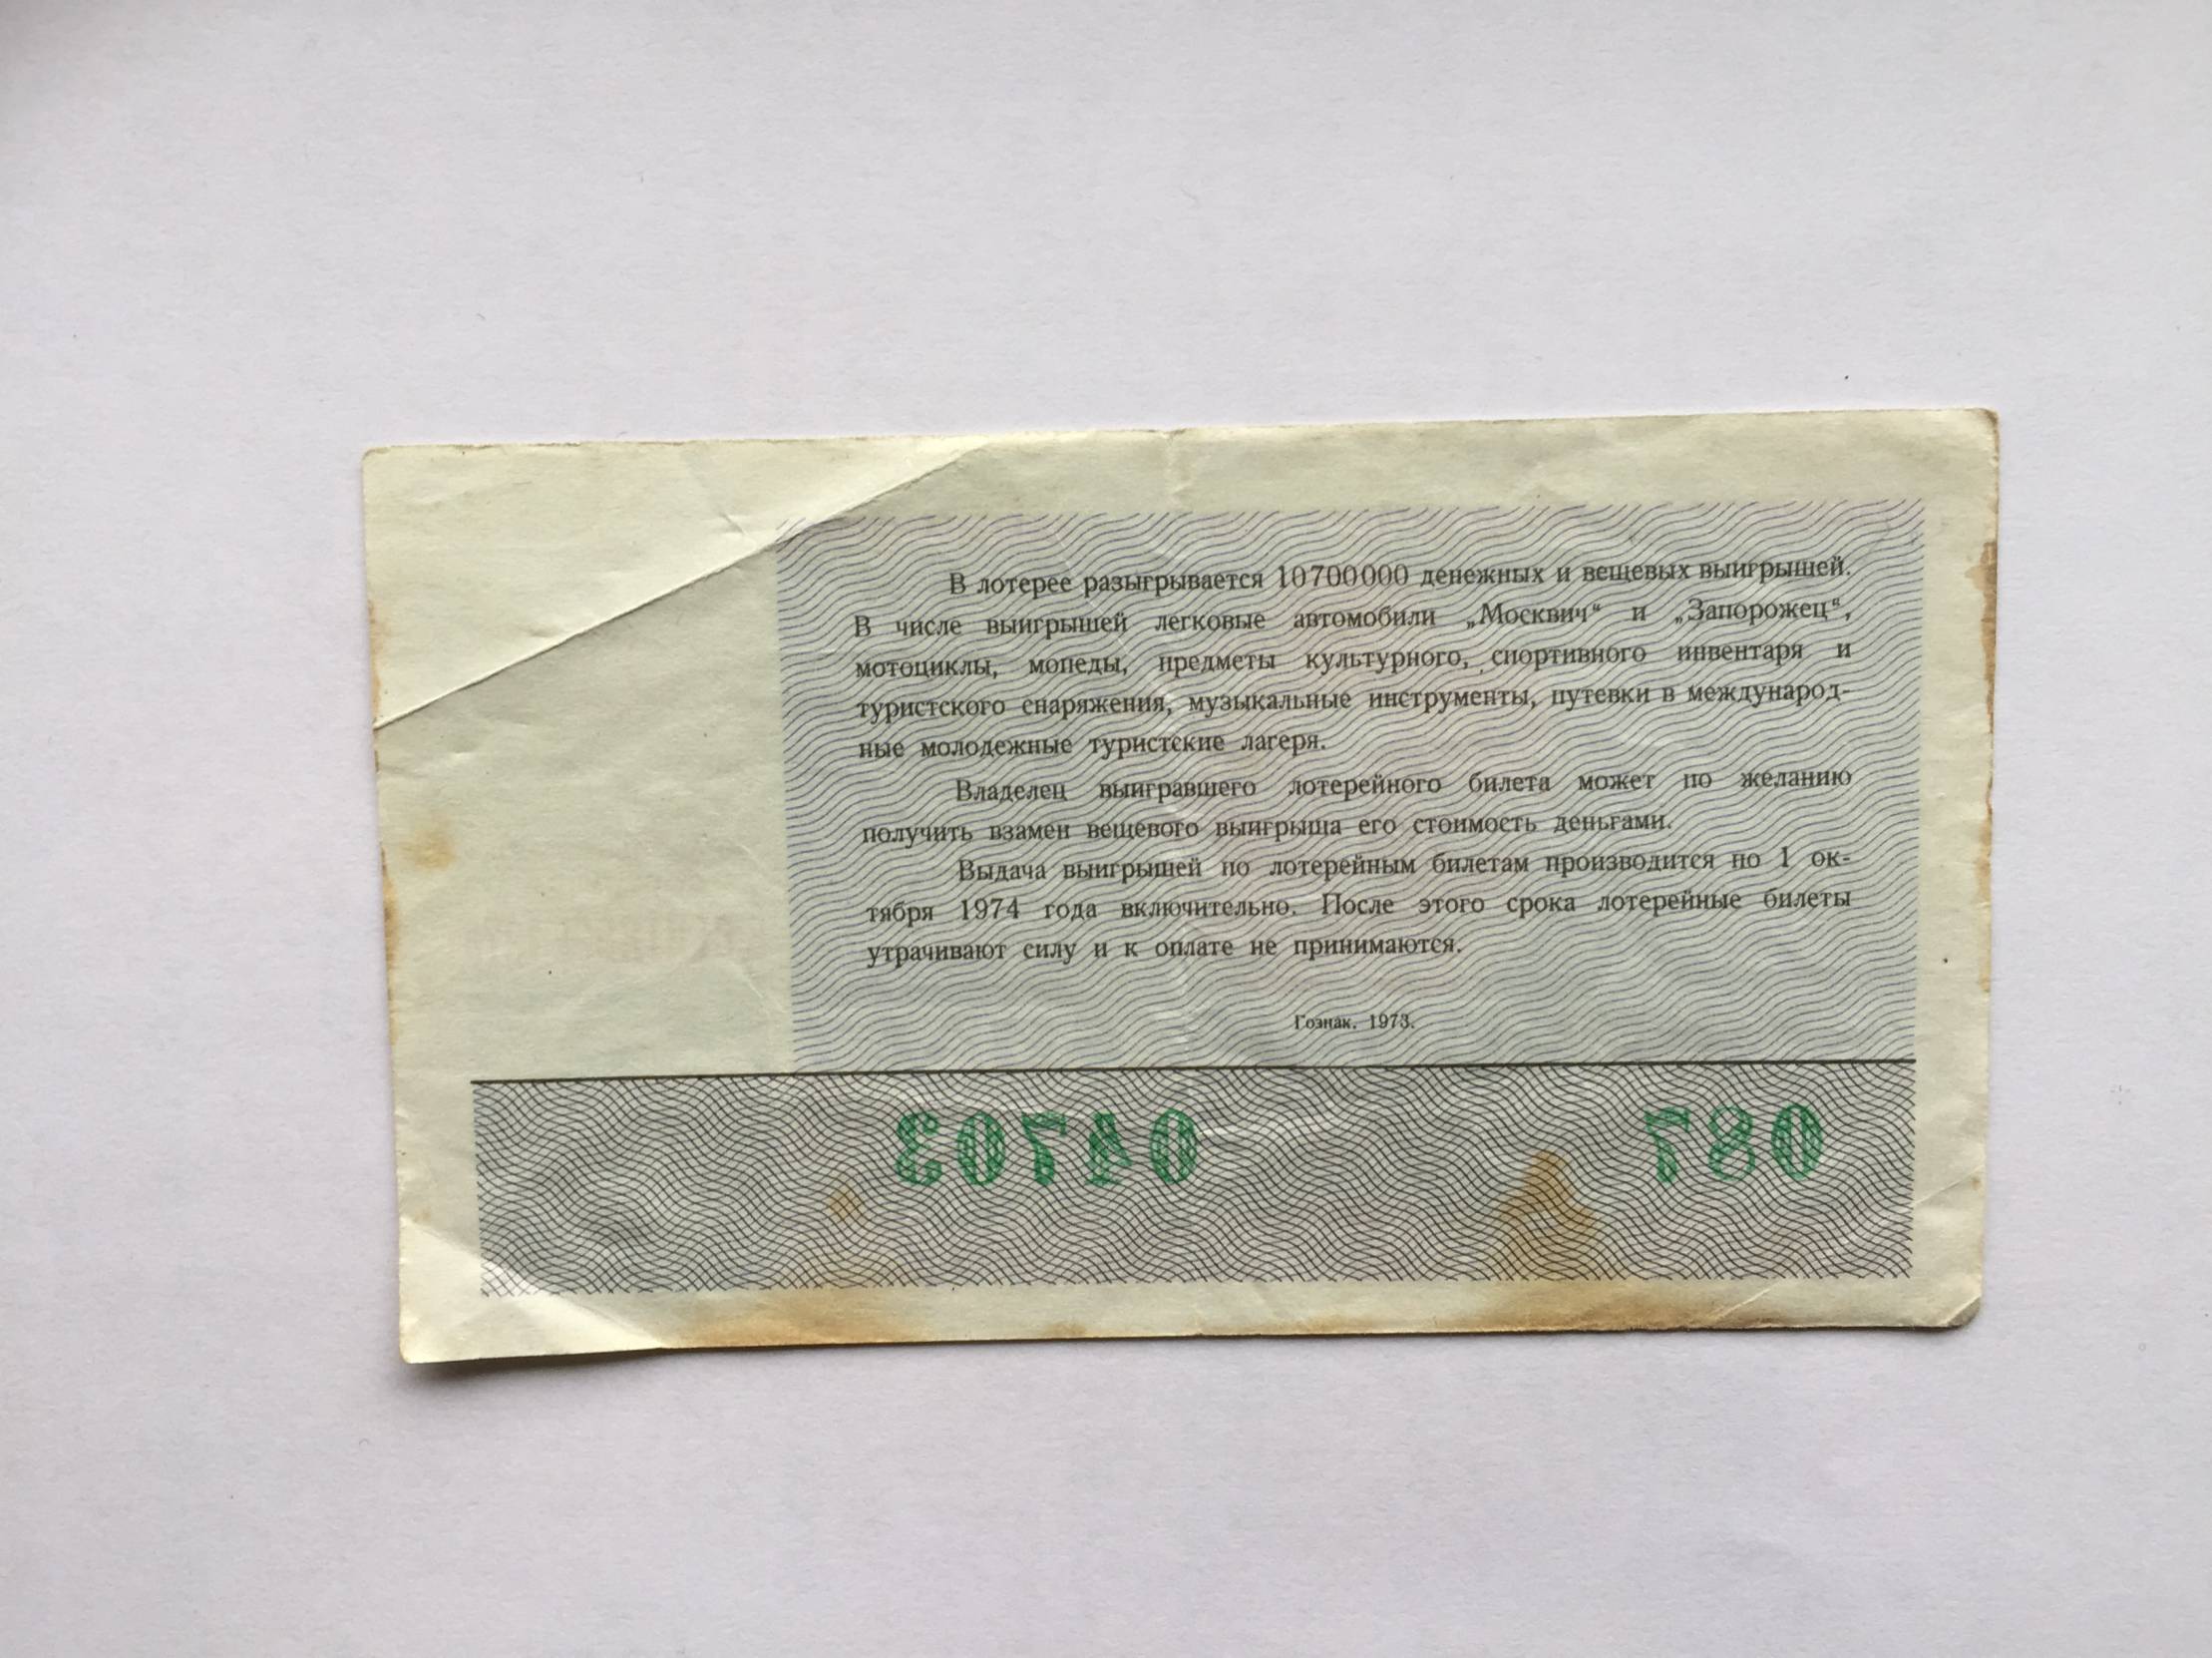 В лотерее разыгрывается 10700000 денежных и вещевых выигрышей.
В числе выигрышей легковые автомобили „Москвич“ и „Запорожец“,
мотоциклы, мопеды, предметы культурного, спортивного инвентаря и
туристского снаряжения, музыкальные инструменты, путевки в международ-
ные молодежные туристские лагеря.
Владелец выигравшего лотерейного билета может по желанию
получить взамен вещевого выигрыша его стоимость деньгами.
Выдача выигрышей по лотерейным билетам производится по 1 ок-
тября 1974 года включительно. После этого срока лотерейные билеты
утрачивают силу и к оплате не принимаются.
Гознак. 1973.
04703 087